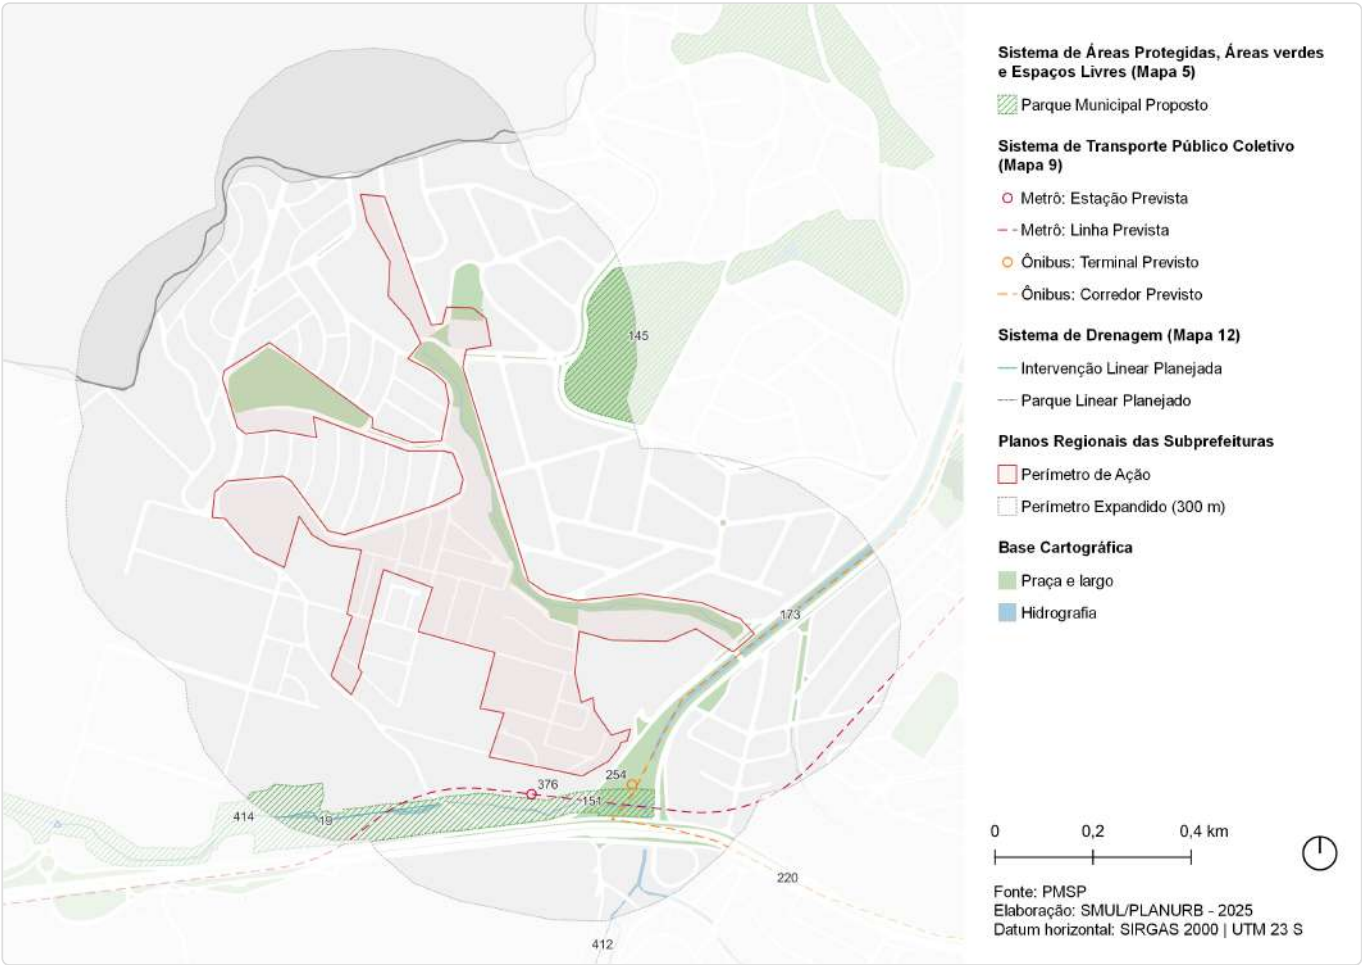 Sistema de Áreas Protegidas, Áreas verdes
e Espaços Livres (Mapa 5)
Parque Municipal Proposto
Sistema de Transporte Público Coletivo
(Mapa 9)
Metrô: Estação Prevista
Metrô: Linha Prevista
Ônibus: Terminal Previsto
Ônibus: Corredor Previsto
Sistema de Drenagem (Mapa 12)
Intervenção Linear Planejada
Parque Linear Planejado
Planos Regionais das Subprefeituras
Perímetro de Ação
Perímetro Expandido (300 m)
Base Cartográfica
Praça e largo
Hidrografia
145
173
254
376
151
414
19
220
412
0 0,2 0,4 km
Fonte: PMSP
Elaboração: SMUL/PLANURB - 2025
Datum horizontal: SIRGAS 2000 | UTM 23 S